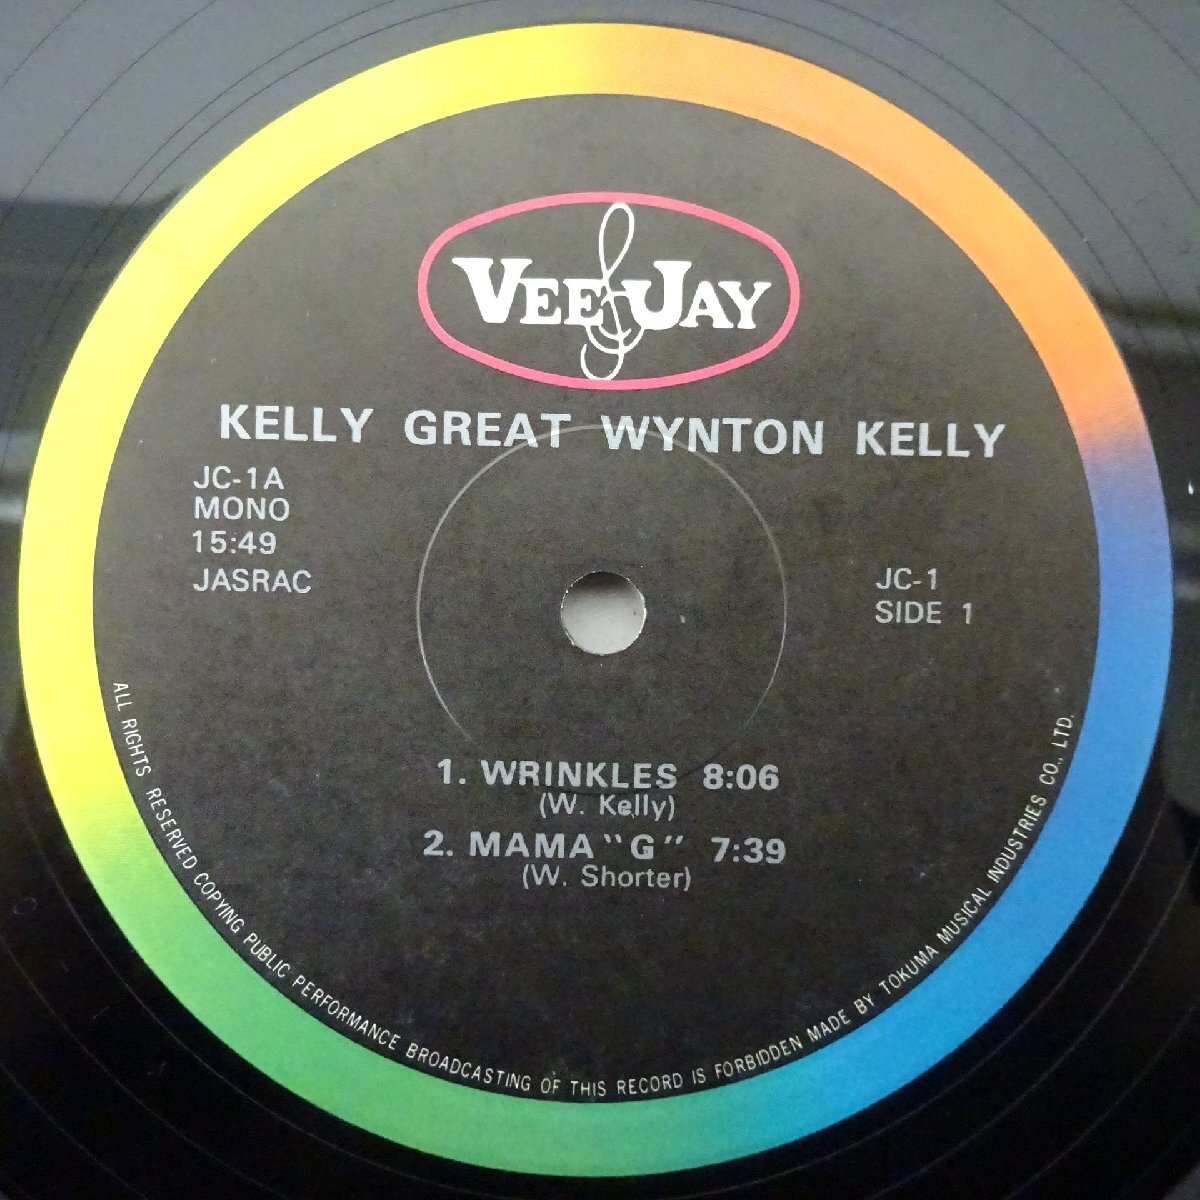 VEE JAY
KELLY GREAT WYNTON KELLY
JC-1A
MONO
15:49
JASRAC
JC-1
SIDE 1
1. WRINKLES 8:06
(W. Kelly)
2. MAMA "G" 7:39
(W. Shorter)
ALL RIGHTS RESERVED COPYING PUBLIC PERFORMANCE BROADCASTING OF THIS RECORD IS FORBIDDEN MADE BY TOKUMA MUSICAL INDUSTRIES CO., LTD.